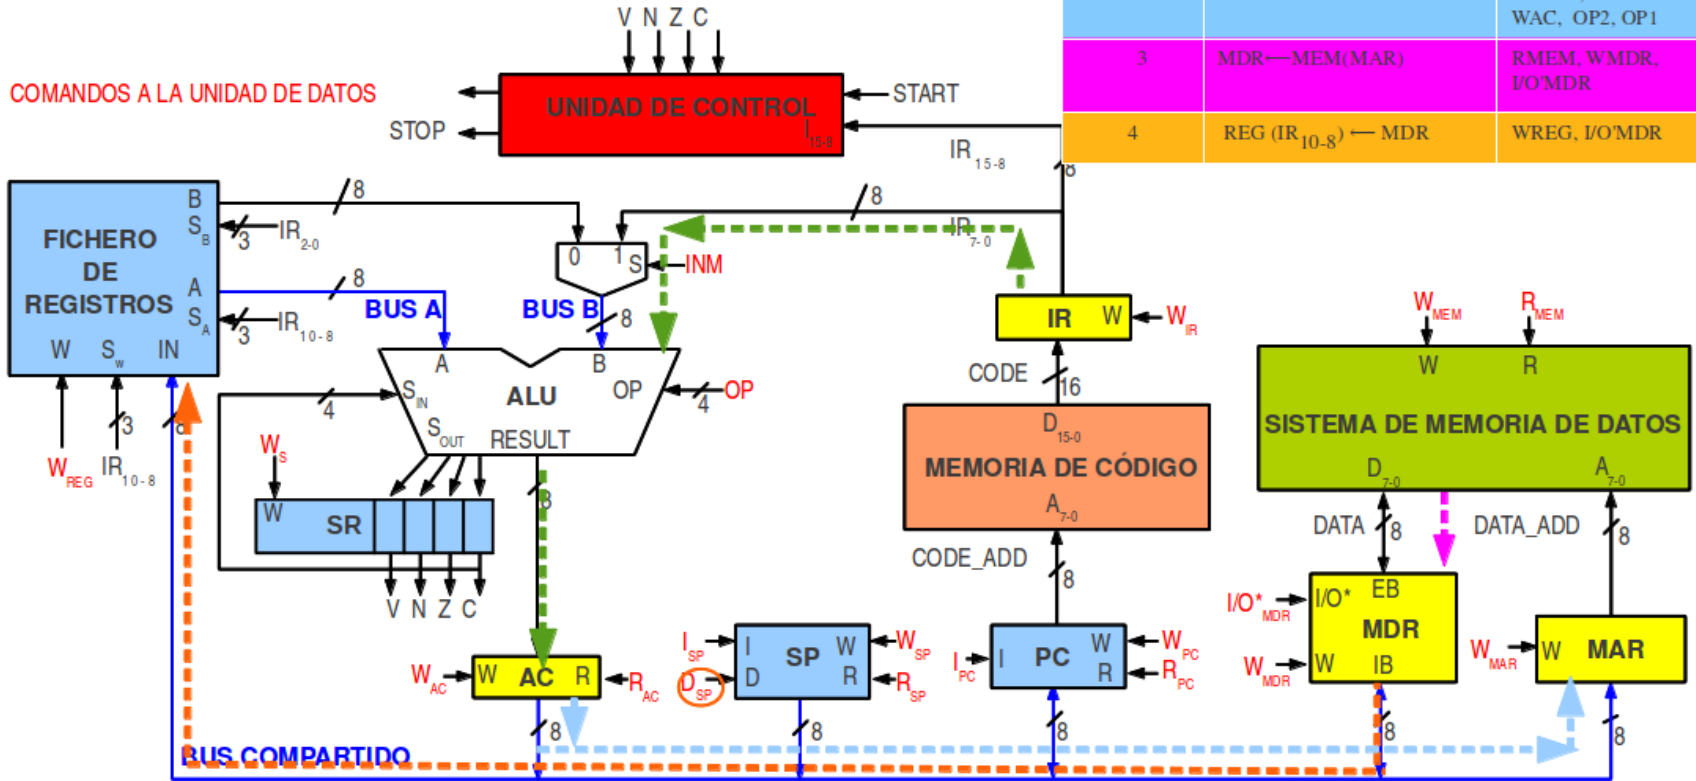 WAC, OP2, OP1
3 MDR←—MEM(MAR) RMEM, WMDR,
I/O'MDR
4 REG (IR10-8) ←— MDR WREG, I/O'MDR
V N Z C
COMANDOS A LA UNIDAD DE DATOS
UNIDAD DE CONTROL
I15-8
START
STOP
IR15-8
8
FICHERO
DE
REGISTROS
B
SB
A
SA
W Sw IN
8
3
IR2-0
8
3
IR10-8
WREG
3
IR10-8
8
BUS A
BUS B
0 1 S
INM
8
8
IR7-0
A B
ALU
OP
4
OP
SIN
4
SOUT
RESULT
WS
W
SR
V N Z C
8
IR W
WIR
CODE
16
D15-0
MEMORIA DE CÓDIGO
A7-0
CODE_ADD
8
WMEM
RMEM
W R
SISTEMA DE MEMORIA DE DATOS
D7-0
A7-0
DATA
8
DATA_ADD
8
WAC
W AC R
RAC
8
ISP
DSP
I W
SP
D R
WSP
RSP
8
IPC
I PC W
R
WPC
RPC
8
I/O*MDR
WMDR
I/O* EB
MDR
W IB
8
WMAR
W MAR
8
BUS COMPARTIDO